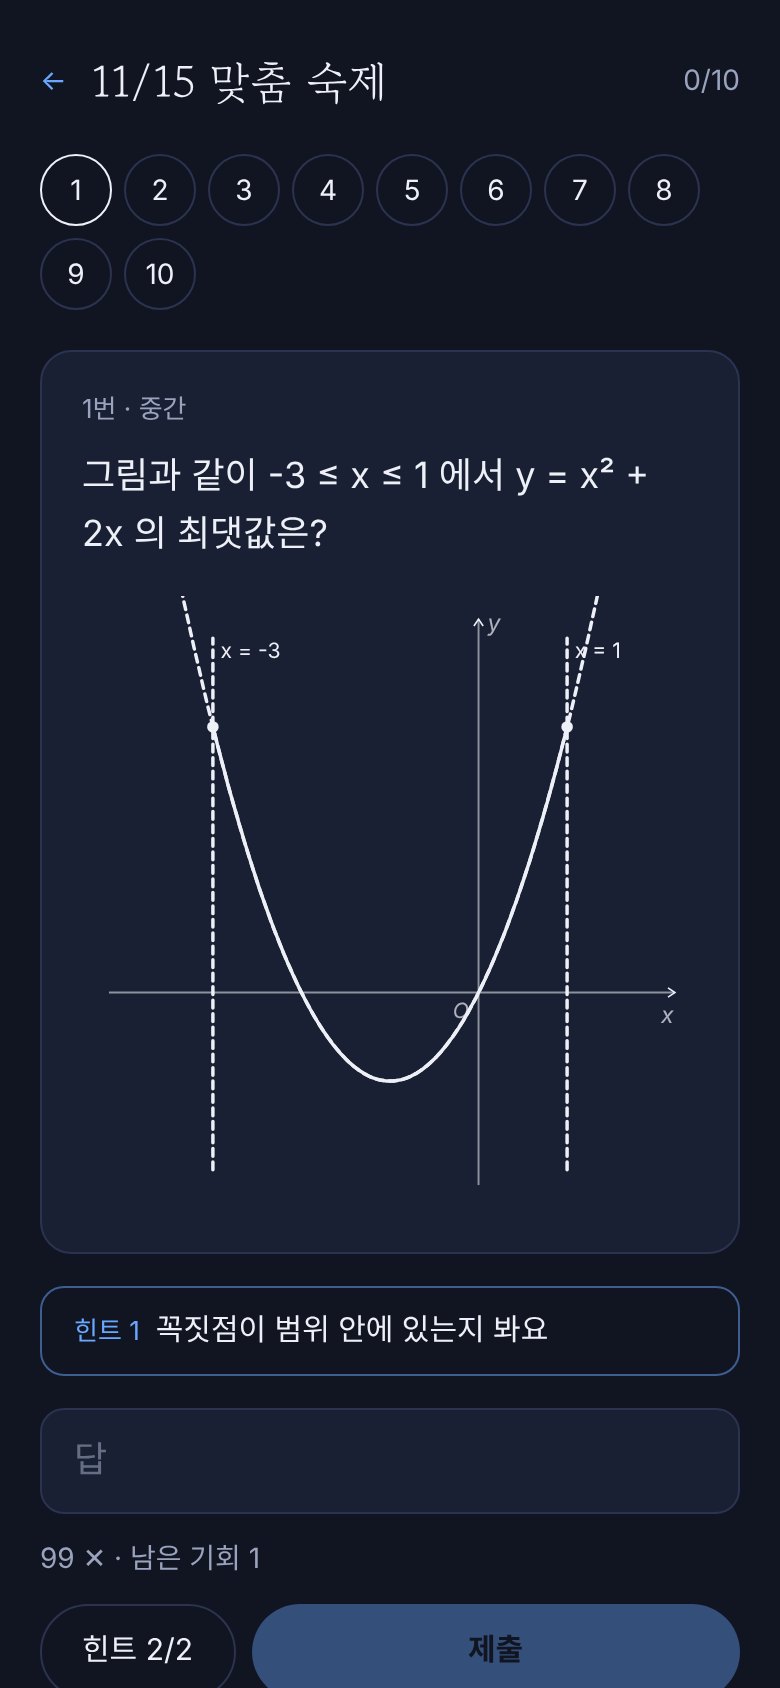 ← 11/15 맞춤 숙제 0/10
1 2 3 4 5 6 7 8
9 10
1번 · 중간
그림과 같이 -3 ≤ x ≤ 1 에서 y = x² +
2x 의 최댓값은?
y
x = -3 x = 1
O
x
힌트 1 꼭짓점이 범위 안에 있는지 봐요
답
99 ✕ · 남은 기회 1
힌트 2/2 제출